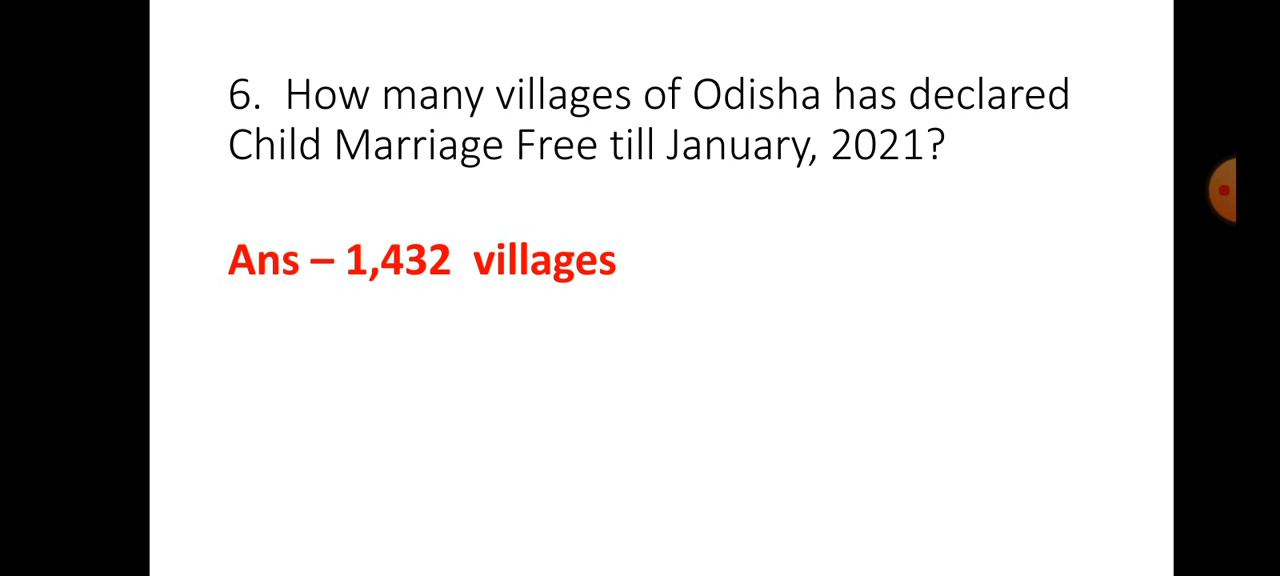 6. How many villages of Odisha has declared
Child Marriage Free till January, 2021?
Ans – 1,432 villages